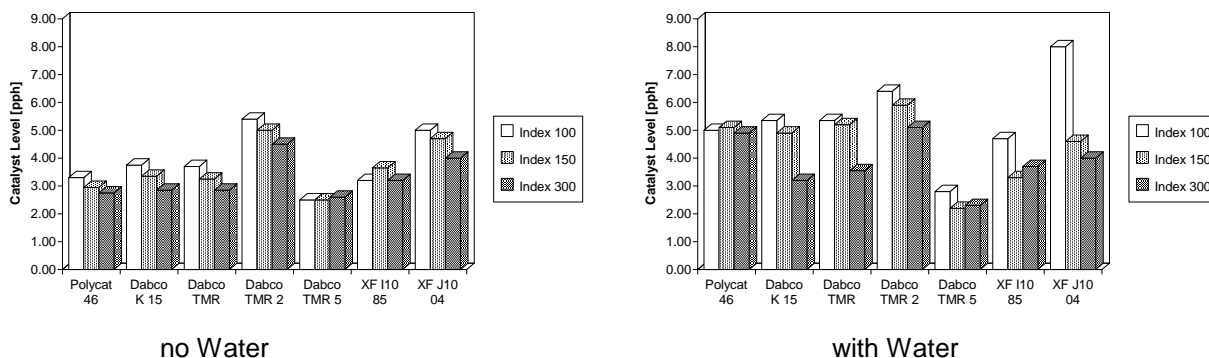 Catalyst Level [pph]
9.00
8.00
7.00
6.00
5.00
4.00
3.00
2.00
1.00
0.00
Polycat 46
Dabco K 15
Dabco TMR
Dabco TMR 2
Dabco TMR 5
XF I10 85
XF J10 04
Index 100
Index 150
Index 300
no Water
Catalyst Level [pph]
9.00
8.00
7.00
6.00
5.00
4.00
3.00
2.00
1.00
0.00
Polycat 46
Dabco K 15
Dabco TMR
Dabco TMR 2
Dabco TMR 5
XF I10 85
XF J10 04
Index 100
Index 150
Index 300
with Water